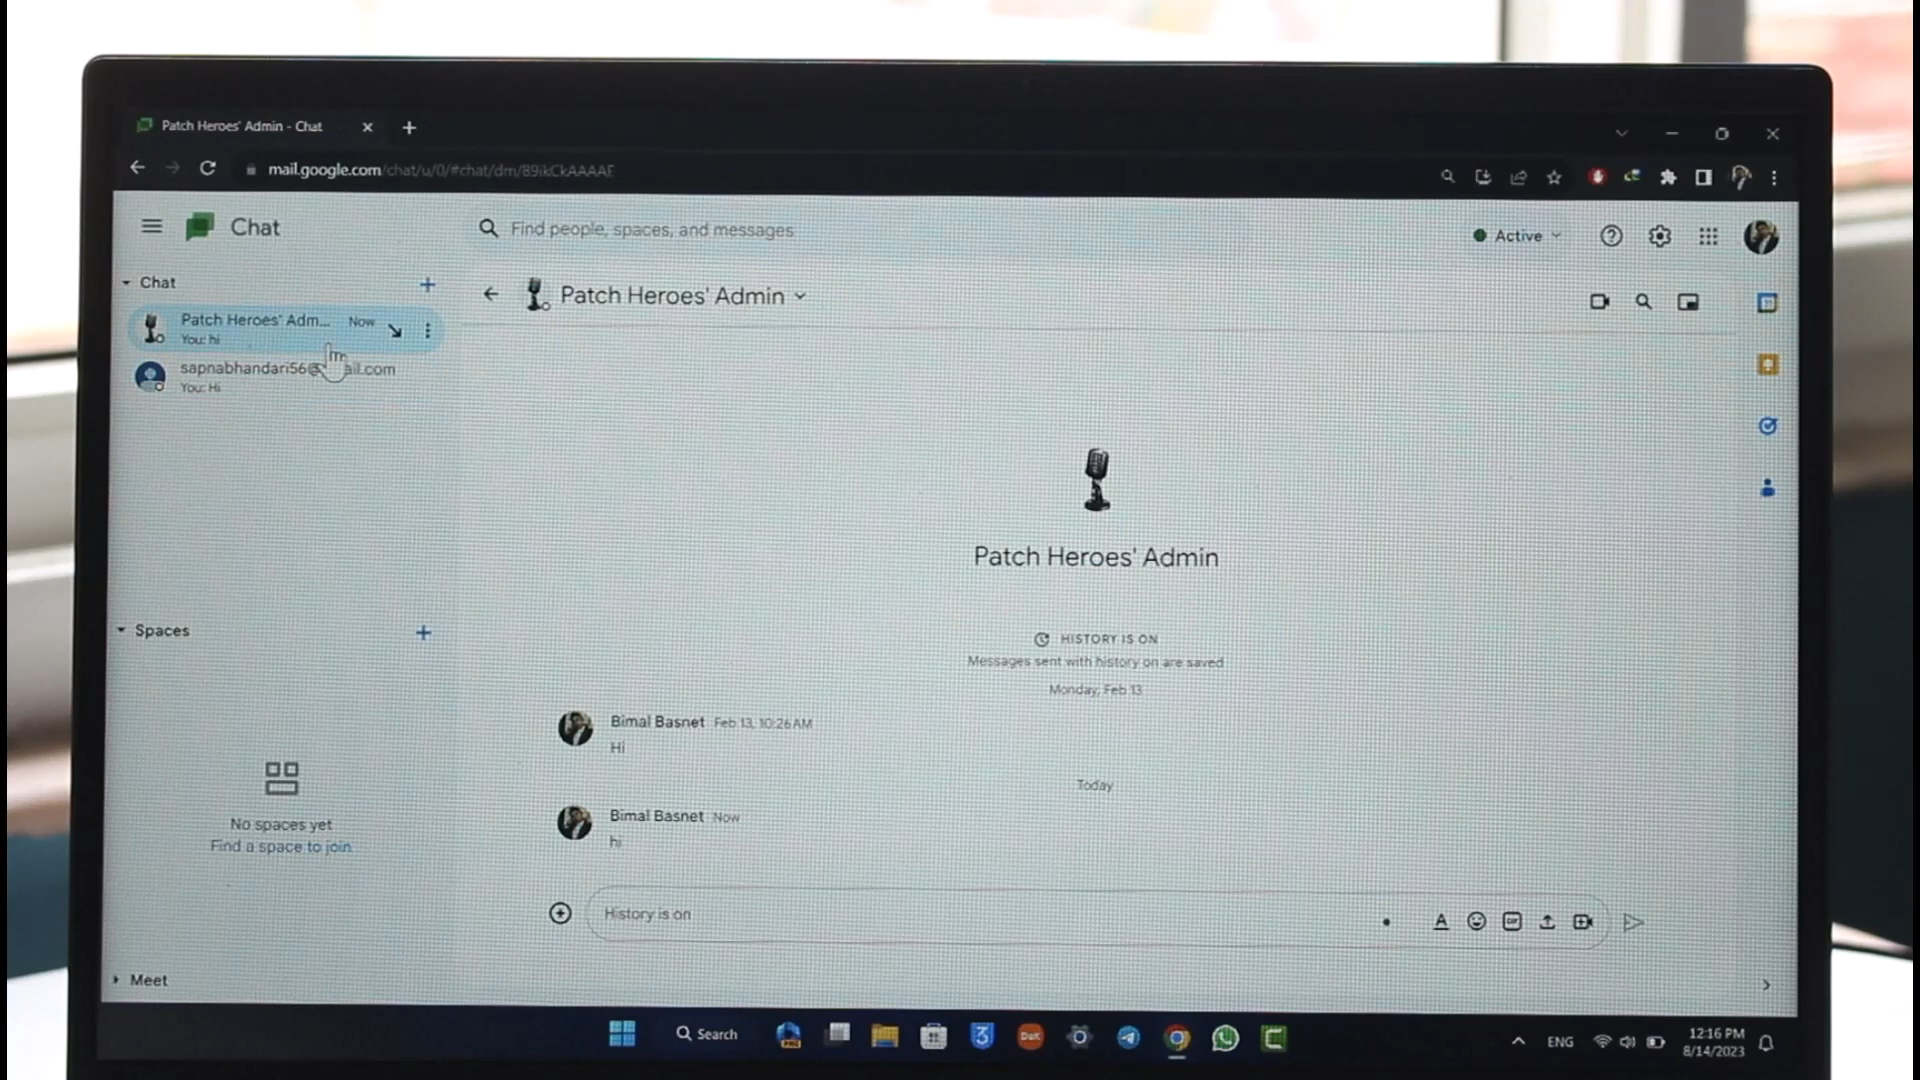 Patch Heroes' Admin - Chat
mail.google.com/chat/u/0/#chat/dm/89ikCkAAAAE
Chat
Find people, spaces, and messages
Active
Chat
Patch Heroes' Adm... Now
You: hi
sapnabhandari56@ ail.com
You: Hi
Patch Heroes' Admin
Patch Heroes' Admin
HISTORY IS ON
Messages sent with history on are saved
Monday, Feb 13
Bimal Basnet Feb 13, 10:26 AM
Hi
Today
Bimal Basnet Now
hi
Spaces
No spaces yet
Find a space to join
History is on
GIF
Meet
Search
ENG
12:16 PM
8/14/2023